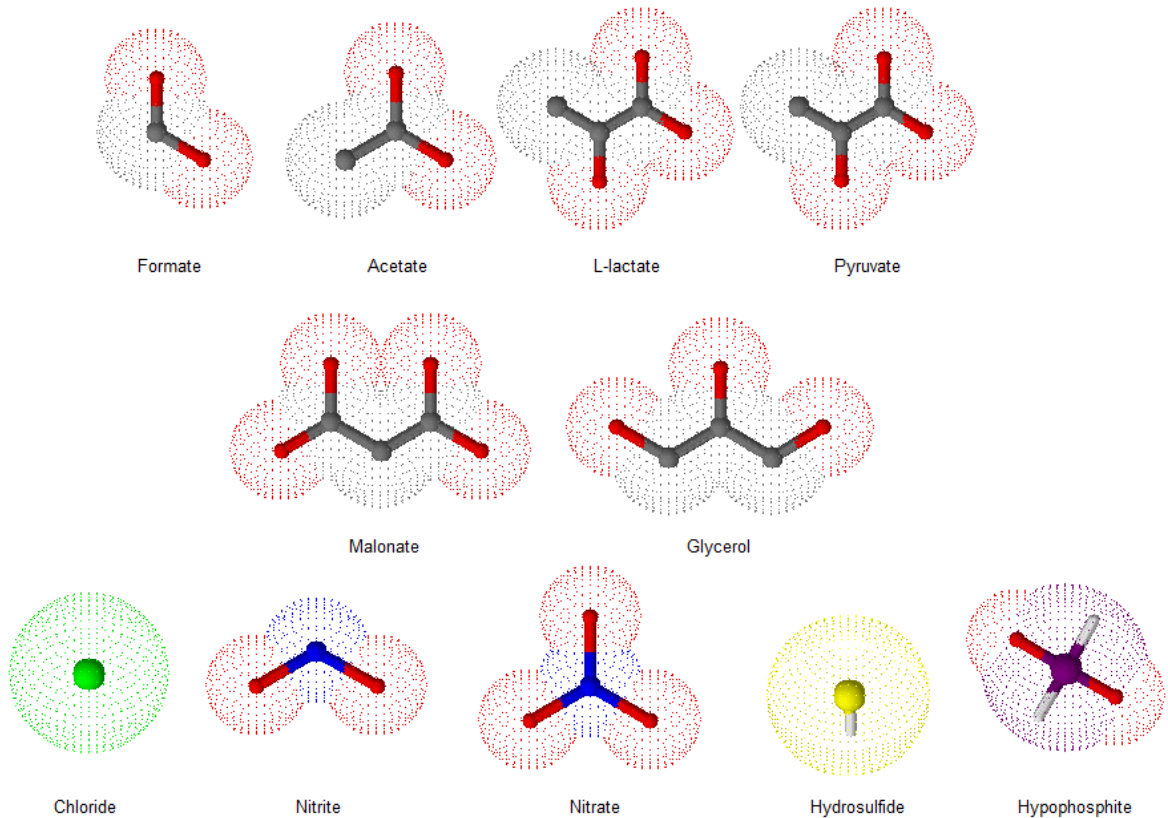 Formate Acetate L-lactate Pyruvate
Malonate Glycerol
Chloride Nitrite Nitrate Hydrosulfide Hypophosphite